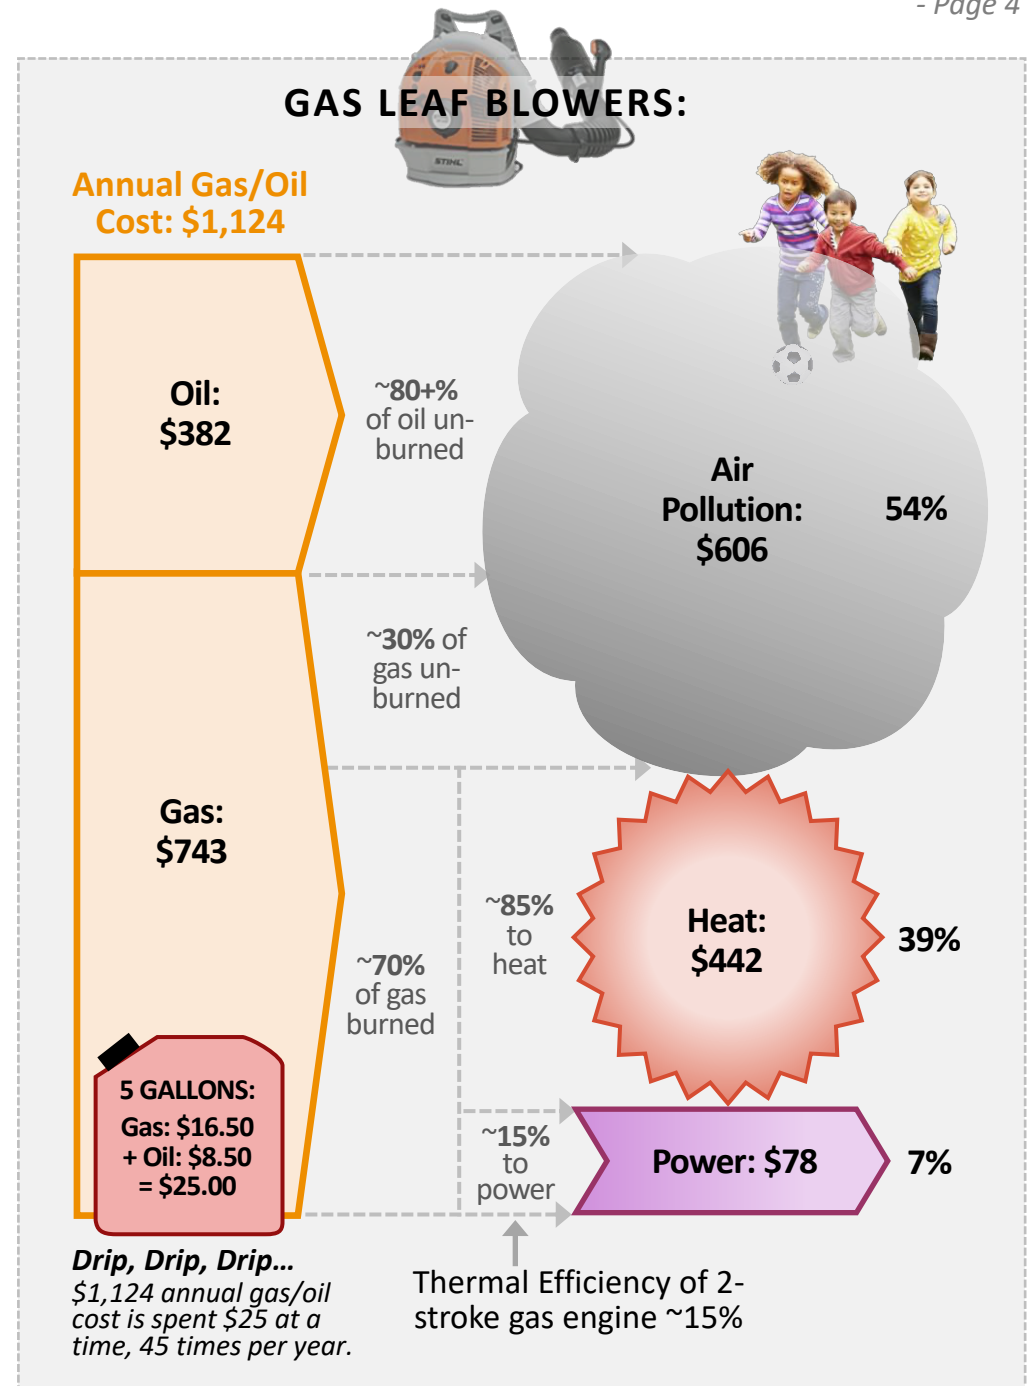 - Page 4
GAS LEAF BLOWERS:
STIHL
Annual Gas/Oil
Cost: $1,124
Oil:
$382
~80+%
of oil un-
burned
Air
Pollution:
$606
54%
~30% of
gas un-
burned
Gas:
$743
~85%
to
heat
Heat:
$442
39%
~70%
of gas
burned
5 GALLONS:
Gas: $16.50
+ Oil: $8.50
= $25.00
~15%
to
power
Power: $78
7%
Drip, Drip, Drip...
$1,124 annual gas/oil
cost is spent $25 at a
time, 45 times per year.
Thermal Efficiency of 2-
stroke gas engine ~15%